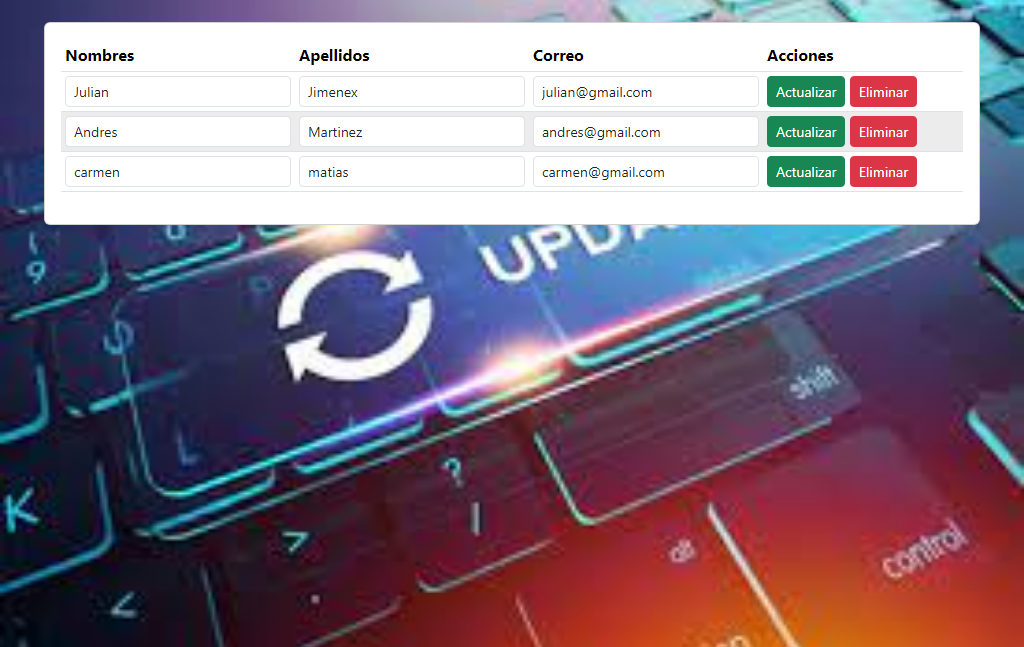 Nombres Apellidos Correo Acciones
Julian Jimenex julian@gmail.com Actualizar Eliminar
Andres Martinez andres@gmail.com Actualizar Eliminar
carmen matias carmen@gmail.com Actualizar Eliminar
9
shift
L
?
K
>
alt
control
<